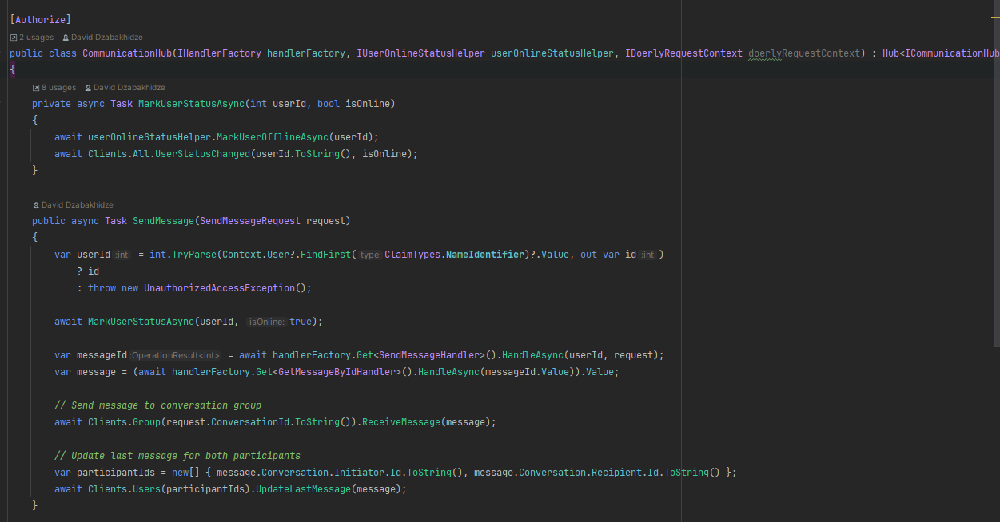 [Authorize]
2 usages David Dzabakhidze
public class CommunicationHub(IHandlerFactory handlerFactory, IUserOnlineStatusHelper userOnlineStatusHelper, IDoerlyRequestContext doerlyRequestContext) : Hub<ICommunicationHub
{
8 usages David Dzabakhidze
private async Task MarkUserStatusAsync(int userId, bool isOnline)
{
await userOnlineStatusHelper.MarkUserOfflineAsync(userId);
await Clients.All.UserStatusChanged(userId.ToString(), isOnline);
}
David Dzabakhidze
public async Task SendMessage(SendMessageRequest request)
{
var userId :int = int.TryParse(Context.User?.FindFirst( type: ClaimTypes.NameIdentifier)?.Value, out var id :int )
? id
: throw new UnauthorizedAccessException();
await MarkUserStatusAsync(userId, isOnline: true);
var messageId :OperationResult<int> = await handlerFactory.Get<SendMessageHandler>().HandleAsync(userId, request);
var message = (await handlerFactory.Get<GetMessageByIdHandler>().HandleAsync(messageId.Value)).Value;
// Send message to conversation group
await Clients.Group(request.ConversationId.ToString()).ReceiveMessage(message);
// Update last message for both participants
var participantIds = new[] { message.Conversation.Initiator.Id.ToString(), message.Conversation.Recipient.Id.ToString() };
await Clients.Users(participantIds).UpdateLastMessage(message);
}